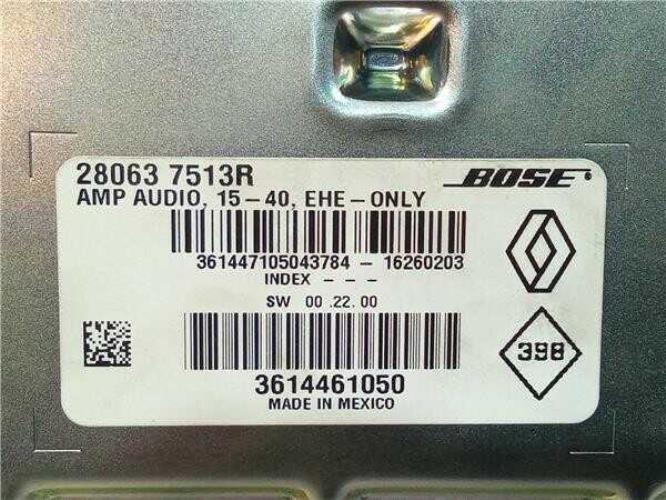 28063 7513R
BOSE®
AMP AUDIO, 15-40, EHE-ONLY
361447105043784 - 16260203
INDEX - - -
SW 00.22.00
398
3614461050
MADE IN MEXICO